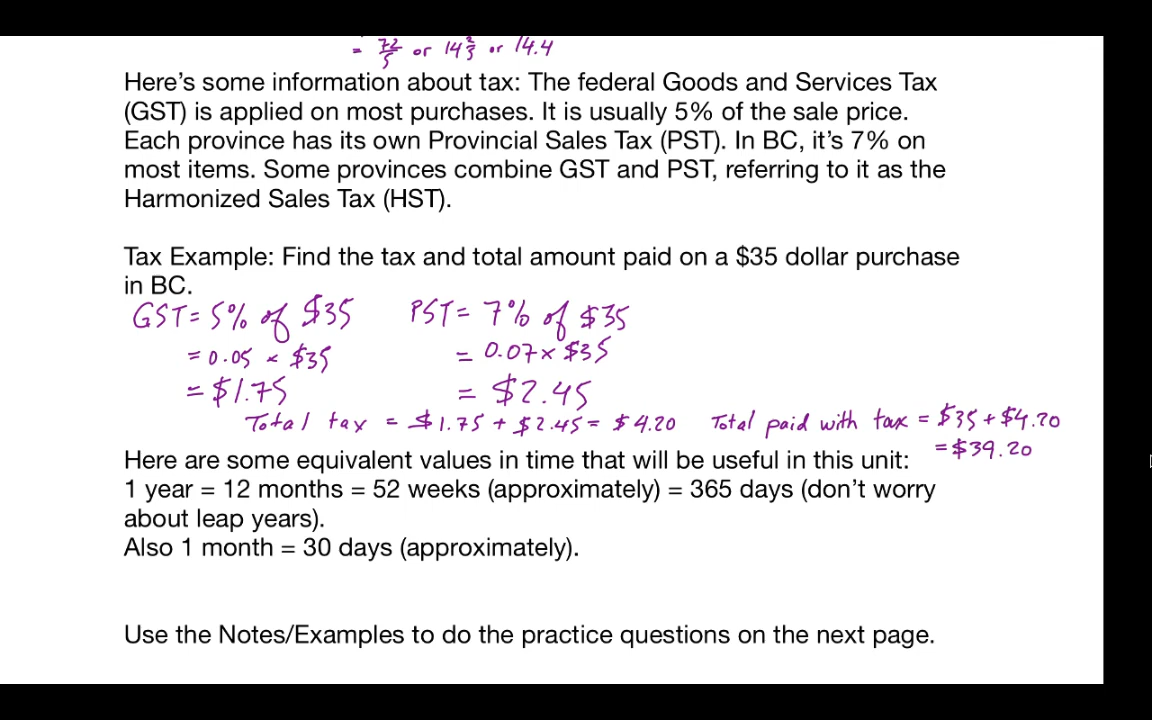 = 72/5 or 14 2/5 or 14.4
Here's some information about tax: The federal Goods and Services Tax
(GST) is applied on most purchases. It is usually 5% of the sale price.
Each province has its own Provincial Sales Tax (PST). In BC, it's 7% on
most items. Some provinces combine GST and PST, referring to it as the
Harmonized Sales Tax (HST).
Tax Example: Find the tax and total amount paid on a $35 dollar purchase
in BC.
GST = 5% of $35 PST = 7% of $35
= 0.05 × $35 = 0.07 × $35
= $1.75 = $2.45
Total tax = $1.75 + $2.45 = $4.20 Total paid with tax = $35 + $4.20
= $39.20
Here are some equivalent values in time that will be useful in this unit:
1 year = 12 months = 52 weeks (approximately) = 365 days (don't worry
about leap years).
Also 1 month = 30 days (approximately).
Use the Notes/Examples to do the practice questions on the next page.